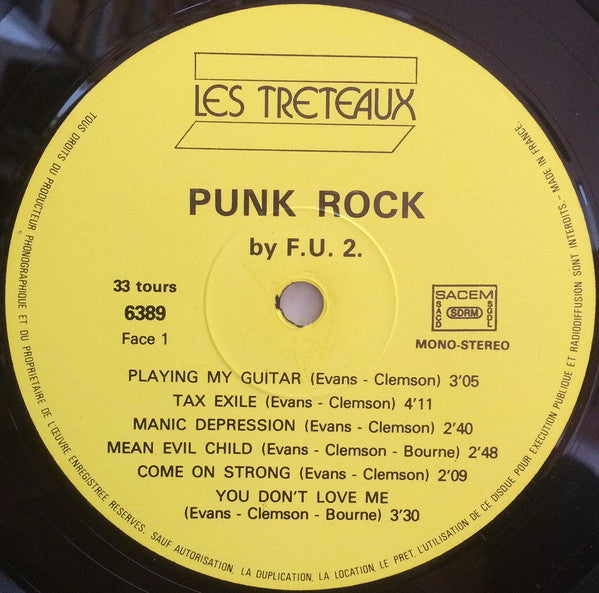 LES TRETEAUX
PUNK ROCK
by F.U. 2.
33 tours
6389
Face 1
SACEM
SACD
SDRM
SGDL
MONO-STEREO
PLAYING MY GUITAR (Evans - Clemson) 3'05
TAX EXILE (Evans - Clemson) 4'11
MANIC DEPRESSION (Evans - Clemson) 2'40
MEAN EVIL CHILD (Evans - Clemson - Bourne) 2'48
COME ON STRONG (Evans - Clemson) 2'09
YOU DON'T LOVE ME
(Evans - Clemson - Bourne) 3'30
TOUS DROITS DU PRODUCTEUR PHONOGRAPHIQUE ET DU PROPRIETAIRE DE L'ŒUVRE ENREGISTREE RESERVES. SAUF AUTORISATION, LA DUPLICATION, LA LOCATION, LE PRET, L'UTILISATION DE CE DISQUE POUR EXECUTION PUBLIQUE ET RADIODIFFUSION SONT INTERDITS - MADE IN FRANCE.